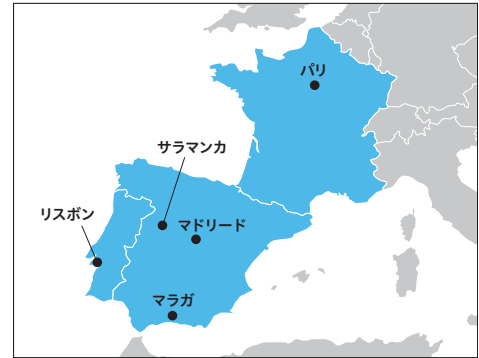 パリ
サラマンカ
リスボン
マドリード
マラガ